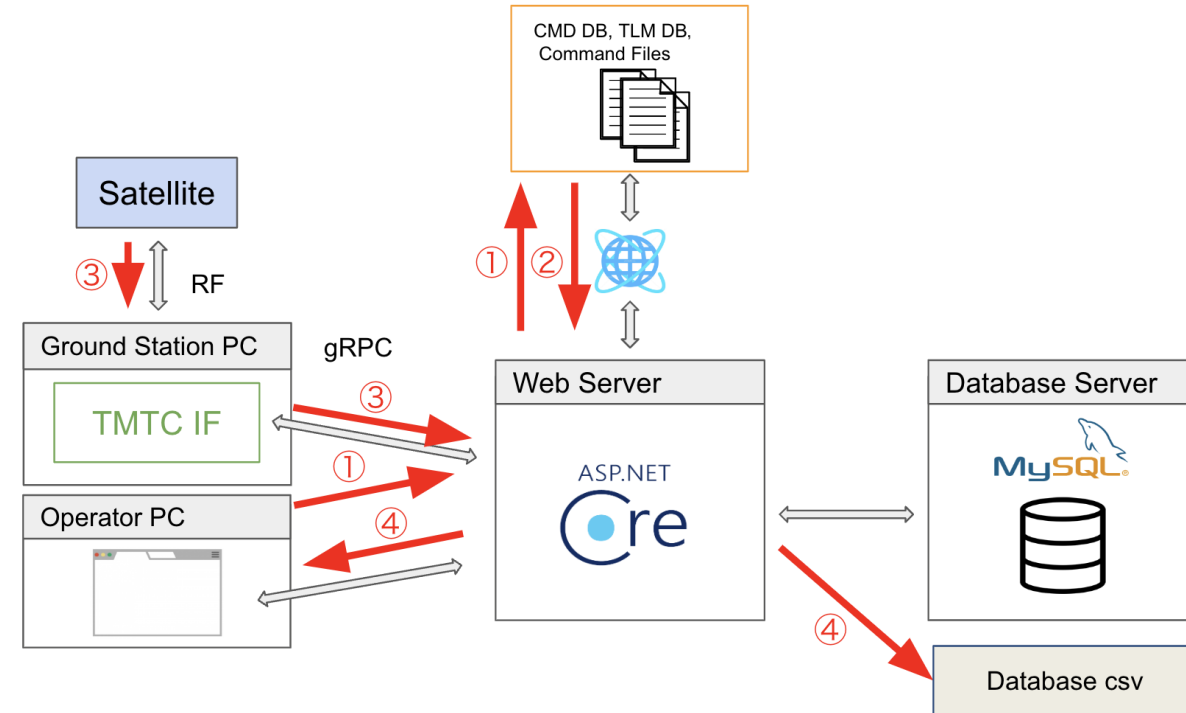 CMD DB, TLM DB,
Command Files
Satellite
③
RF
①
②
Ground Station PC
gRPC
TMTC IF
③
①
Operator PC
④
Web Server
ASP.NET
Core
Database Server
MySQL®
④
Database csv